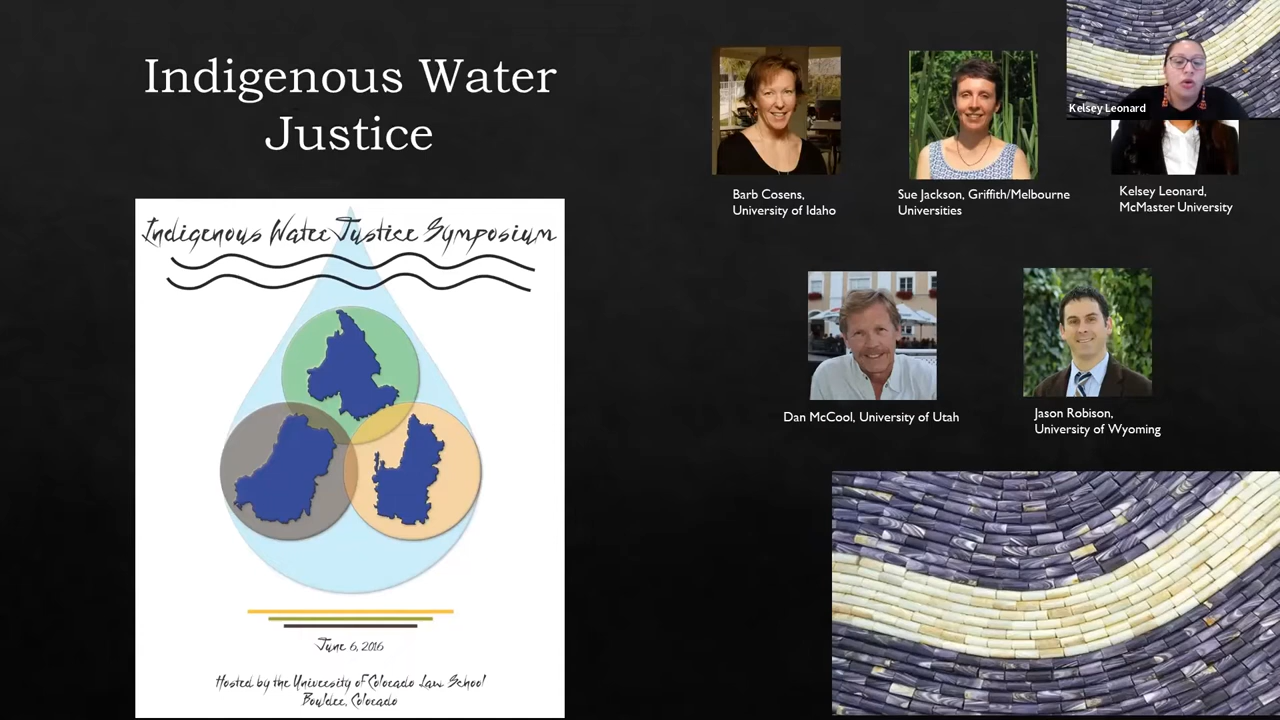 Indigenous Water
Justice
Indigenous Water Justice Symposium
June 6, 2016
Hosted by the University of Colorado Law School
Boulder, Colorado
Barb Cosens,
University of Idaho
Sue Jackson, Griffith/Melbourne
Universities
Kelsey Leonard
Kelsey Leonard,
McMaster University
Dan McCool, University of Utah
Jason Robison,
University of Wyoming